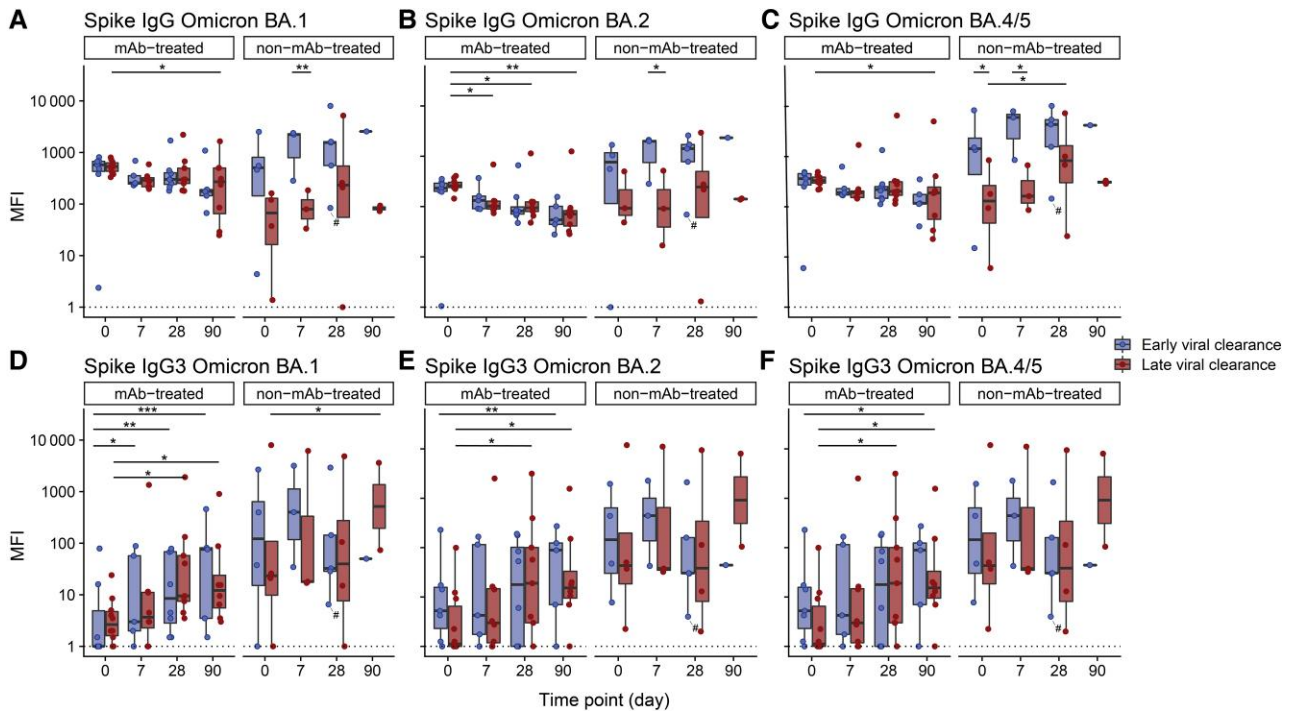 A Spike IgG Omicron BA.1 B Spike IgG Omicron BA.2 C Spike IgG Omicron BA.4/5
mAb−treated non−mAb−treated mAb−treated non−mAb−treated mAb−treated non−mAb−treated
* ** ** * * * * * *
* *
*
10 000
1000
100
10
1
MFI
# # #
0 7 28 90 0 7 28 90 0 7 28 90 0 7 28 90 0 7 28 90 0 7 28 90
Early viral clearance
Late viral clearance
D Spike IgG3 Omicron BA.1 E Spike IgG3 Omicron BA.2 F Spike IgG3 Omicron BA.4/5
mAb−treated non−mAb−treated mAb−treated non−mAb−treated mAb−treated non−mAb−treated
*** * ** *
** * *
* * *
*
*
10 000
1000
100
10
1
MFI
# # #
0 7 28 90 0 7 28 90 0 7 28 90 0 7 28 90 0 7 28 90 0 7 28 90
Time point (day)